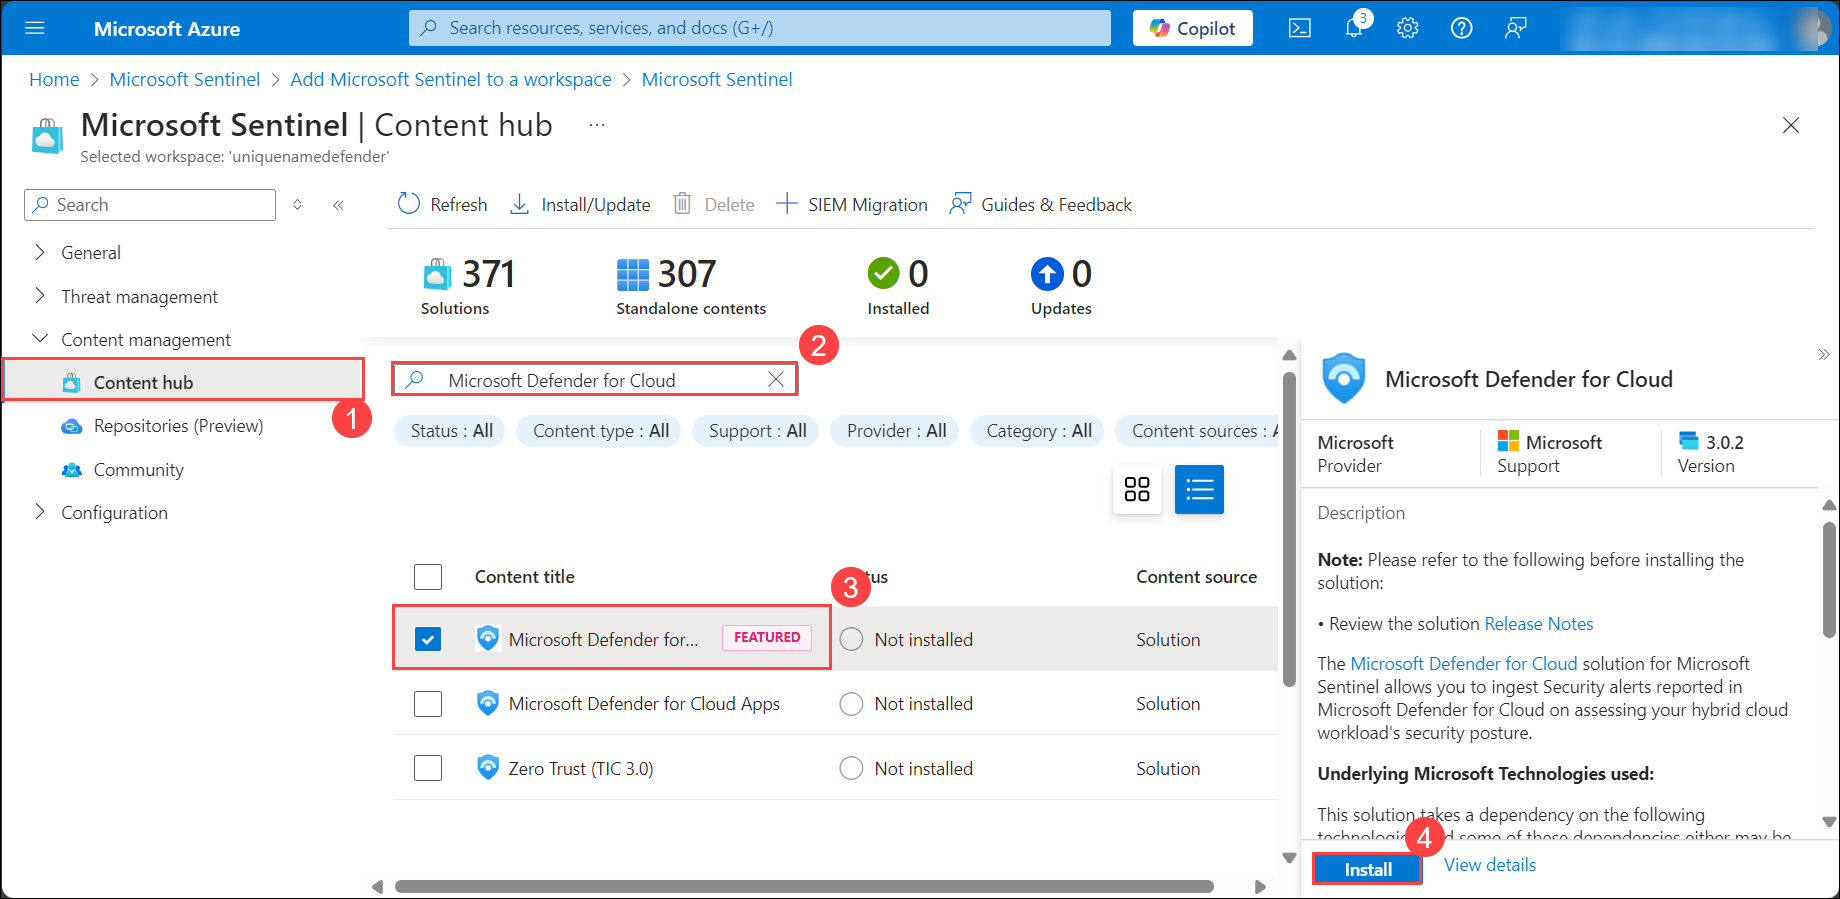 Microsoft Azure
Search resources, services, and docs (G+/)
Copilot
3
Home > Microsoft Sentinel > Add Microsoft Sentinel to a workspace > Microsoft Sentinel
Microsoft Sentinel | Content hub ...
Selected workspace: 'uniquenamedefender'
Search
«
General
Threat management
Content management
Content hub
1
Repositories (Preview)
Community
Configuration
Refresh
Install/Update
Delete
SIEM Migration
Guides & Feedback
371
Solutions
307
Standalone contents
0
Installed
0
Updates
2
Microsoft Defender for Cloud
Status : All
Content type : All
Support : All
Provider : All
Category : All
Content sources :
Content title
3
Content source
Microsoft Defender for...
FEATURED
Not installed
Solution
Microsoft Defender for Cloud Apps
Not installed
Solution
Zero Trust (TIC 3.0)
Not installed
Solution
»
Microsoft Defender for Cloud
Microsoft
Provider
Microsoft
Support
3.0.2
Version
Description
Note: Please refer to the following before installing the
solution:
• Review the solution Release Notes
The Microsoft Defender for Cloud solution for Microsoft
Sentinel allows you to ingest Security alerts reported in
Microsoft Defender for Cloud on assessing your hybrid cloud
workload's security posture.
Underlying Microsoft Technologies used:
This solution takes a dependency on the following
some of these dependencies either may be
4
Install
View details